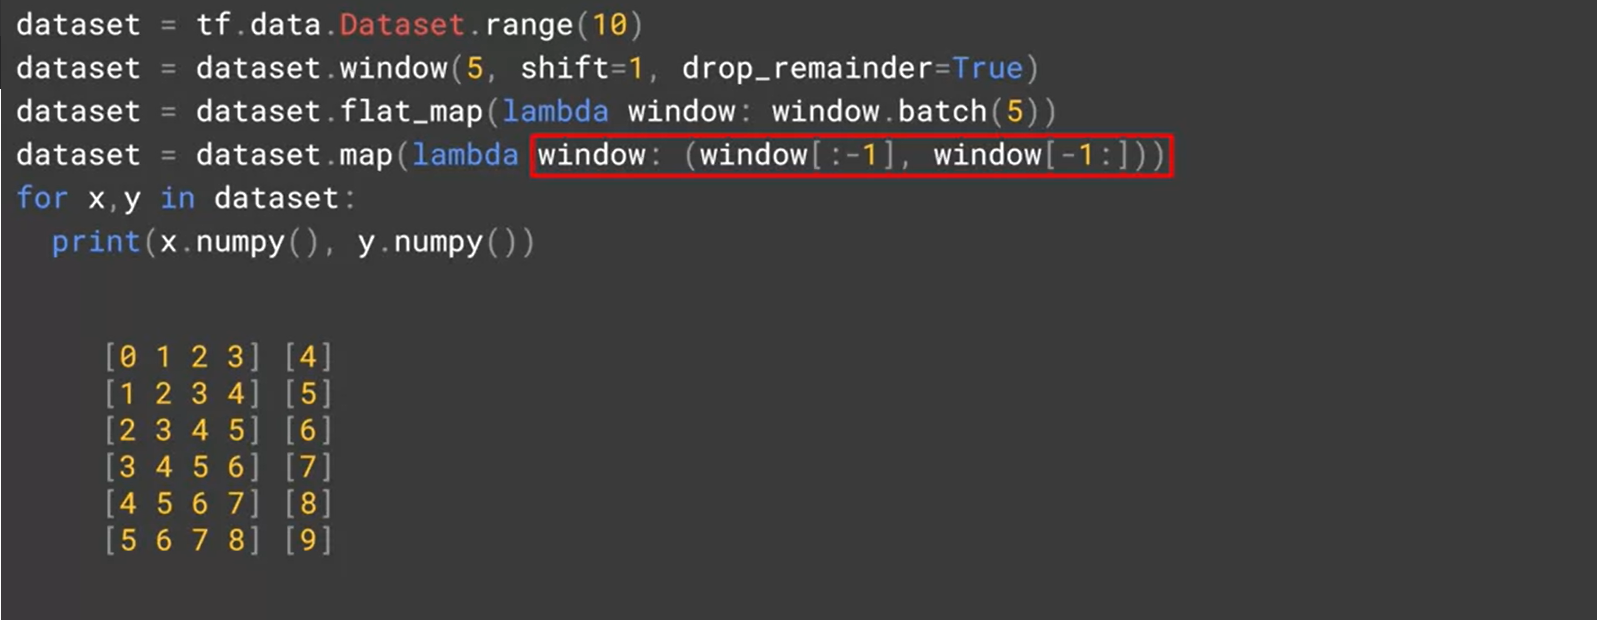 dataset = tf.data.Dataset.range(10)
dataset = dataset.window(5, shift=1, drop_remainder=True)
dataset = dataset.flat_map(lambda window: window.batch(5))
dataset = dataset.map(lambda window: (window[:-1], window[-1:]))
for x,y in dataset:
  print(x.numpy(), y.numpy())
[0 1 2 3] [4]
[1 2 3 4] [5]
[2 3 4 5] [6]
[3 4 5 6] [7]
[4 5 6 7] [8]
[5 6 7 8] [9]